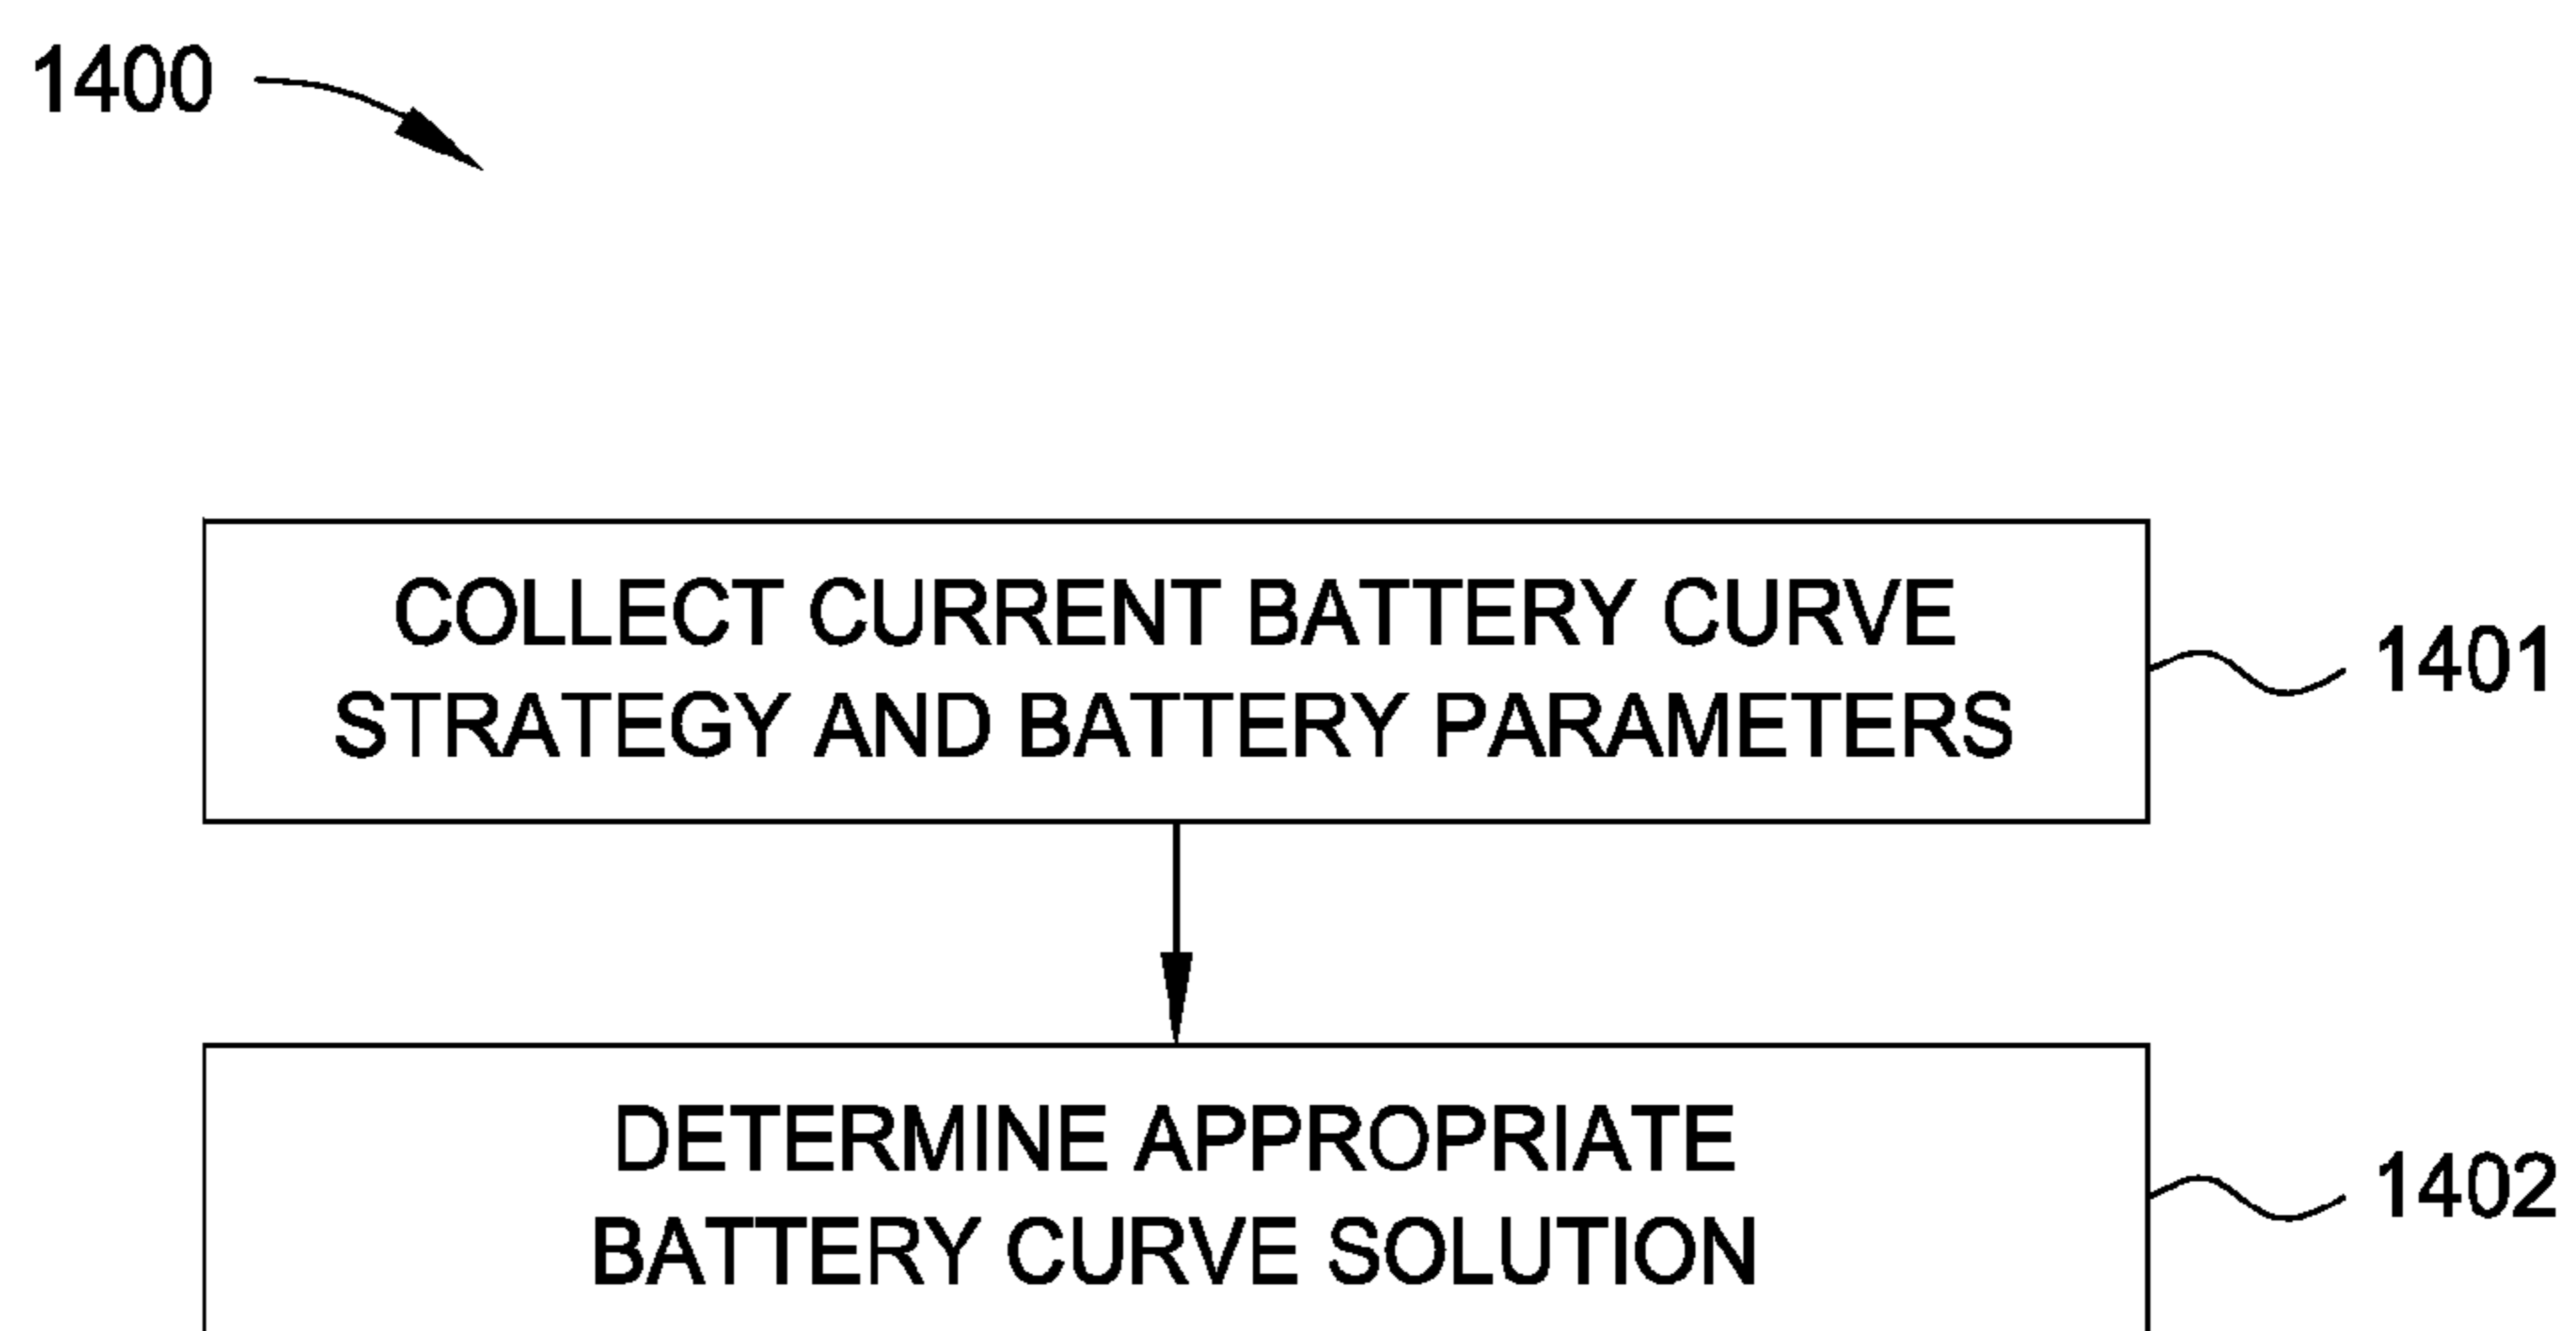 1400
COLLECT CURRENT BATTERY CURVE
STRATEGY AND BATTERY PARAMETERS
1401
DETERMINE APPROPRIATE
BATTERY CURVE SOLUTION
1402